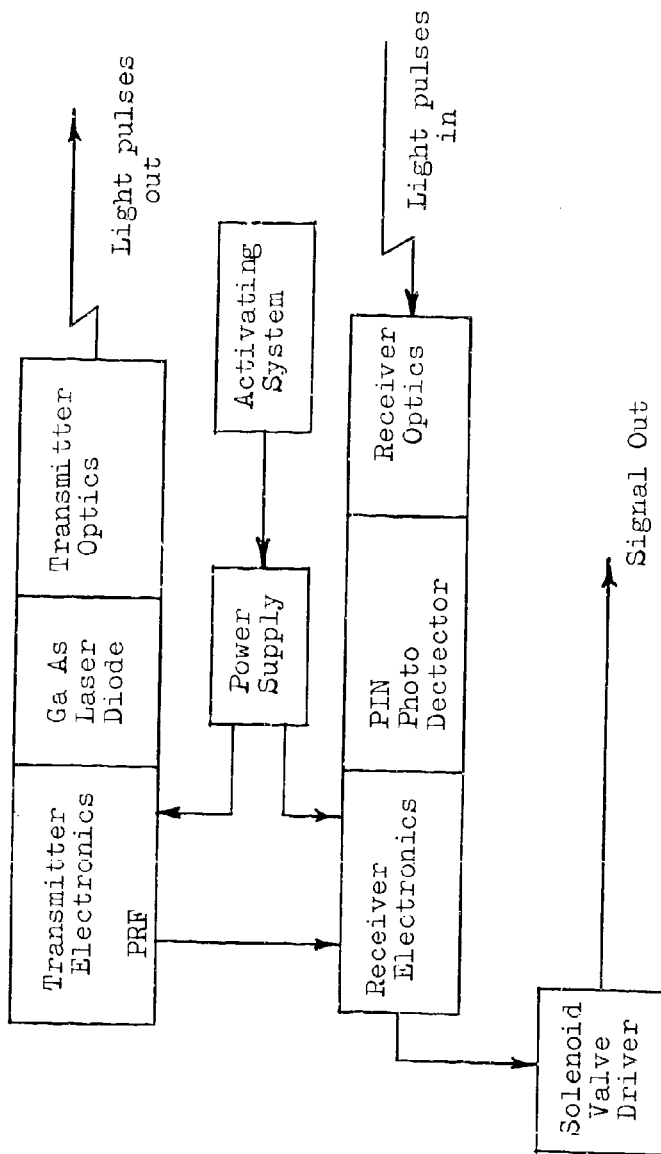 Transmitter
Electronics
PRF
Ga As
Laser
Diode
Transmitter
Optics
Light pulses
out
Power
Supply
Activating
System
Receiver
Electronics
PIN
Photo
Dectector
Receiver
Optics
Light pulses
in
Solenoid
Valve
Driver
Signal Out